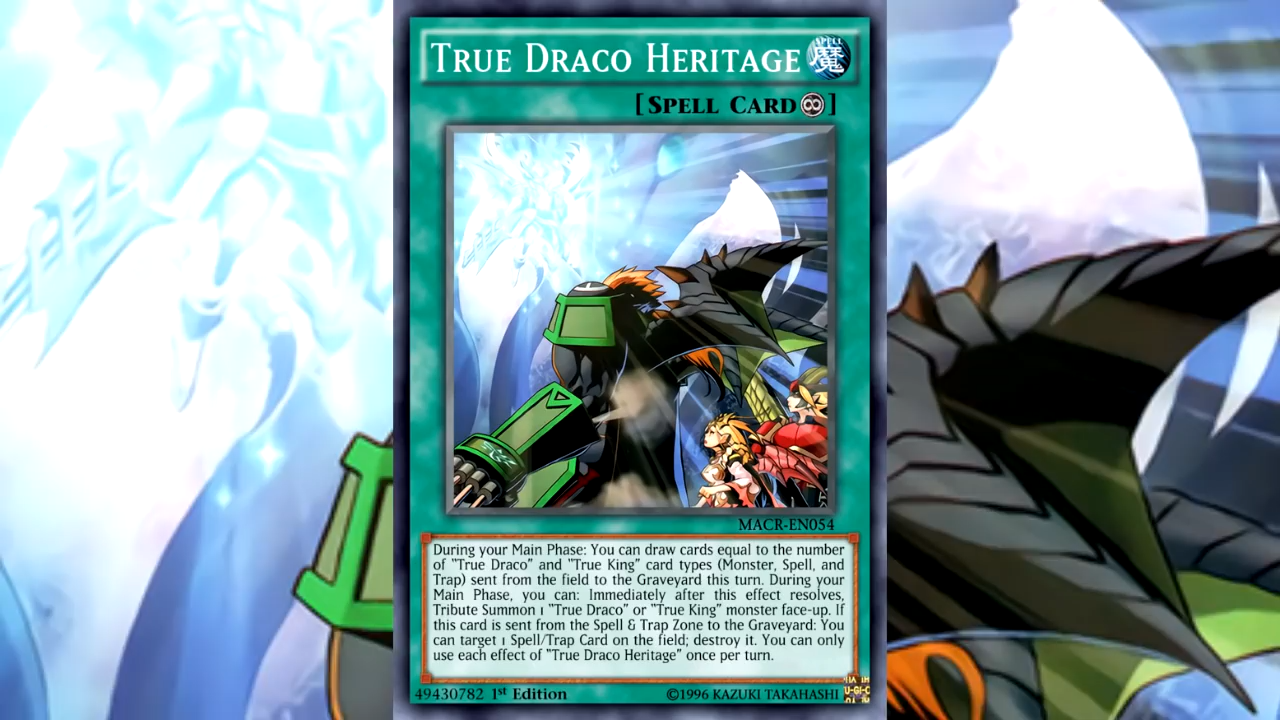 True Draco Heritage
SPELL
魔
[Spell Card]
MACR-EN054
During your Main Phase: You can draw cards equal to the number
of "True Draco" and "True King" card types (Monster, Spell, and
Trap) sent from the field to the Graveyard this turn. During your
Main Phase, you can: Immediately after this effect resolves,
Tribute Summon 1 "True Draco" or "True King" monster face-up. If
this card is sent from the Spell & Trap Zone to the Graveyard: You
can target 1 Spell/Trap Card on the field; destroy it. You can only
use each effect of "True Draco Heritage" once per turn.
49430782 1st Edition
©1996 KAZUKI TAKAHASHI